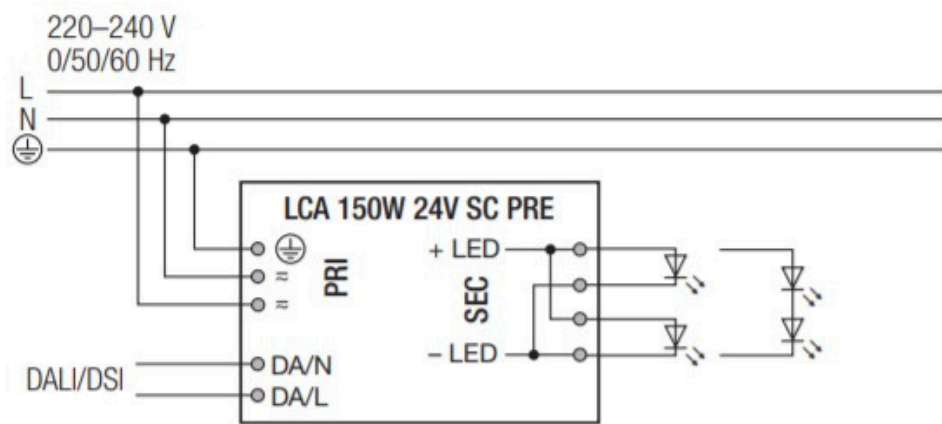 220–240 V
0/50/60 Hz
L
N
LCA 150W 24V SC PRE
+ LED
≈
PRI
≈
SEC
– LED
DA/N
DALI/DSI
DA/L